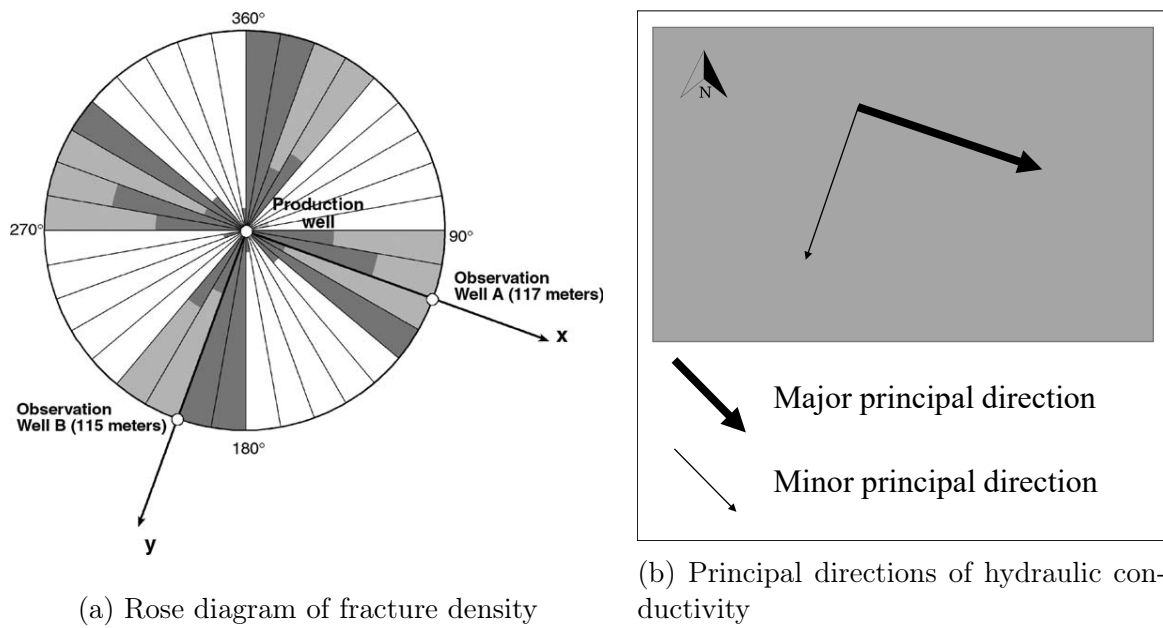 360°
270°
90°
Production
well
Observation
Well A (117 meters)
x
Observation
Well B (115 meters)
180°
y
(a) Rose diagram of fracture density
N
Major principal direction
Minor principal direction
(b) Principal directions of hydraulic con-
ductivity